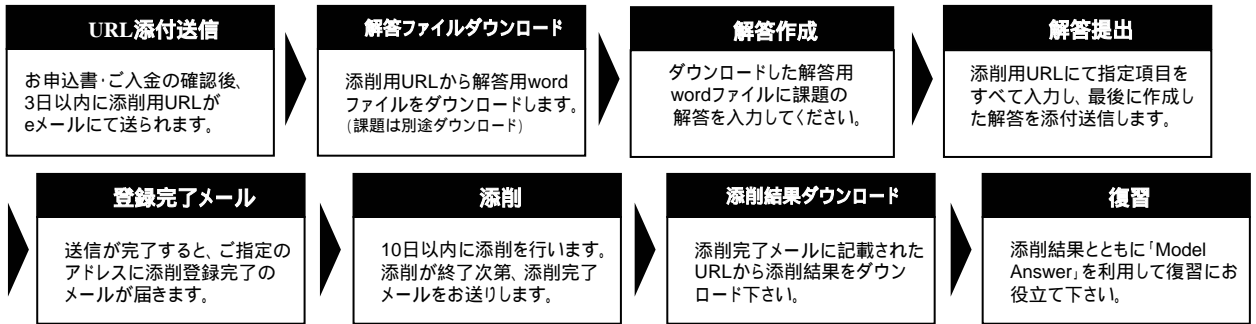 URL添付送信
お申込書･ご入金の確認後、
3日以内に添削用URLが
eメールにて送られます。
解答ファイルダウンロード
添削用URLから解答用word
ファイルをダウンロードします。
(課題は別途ダウンロード)
解答作成
ダウンロードした解答用
wordファイルに課題の
解答を入力してください。
解答提出
添削用URLにて指定項目を
すべて入力し、最後に作成し
た解答を添付送信します。
登録完了メール
送信が完了すると、ご指定の
アドレスに添削登録完了の
メールが届きます。
添削
10日以内に添削を行います。
添削が終了次第、添削完了
メールをお送りします。
添削結果ダウンロード
添削完了メールに記載された
URLから添削結果をダウン
ロード下さい。
復習
添削結果とともに｢Model
Answer｣を利用して復習にお
役立て下さい。